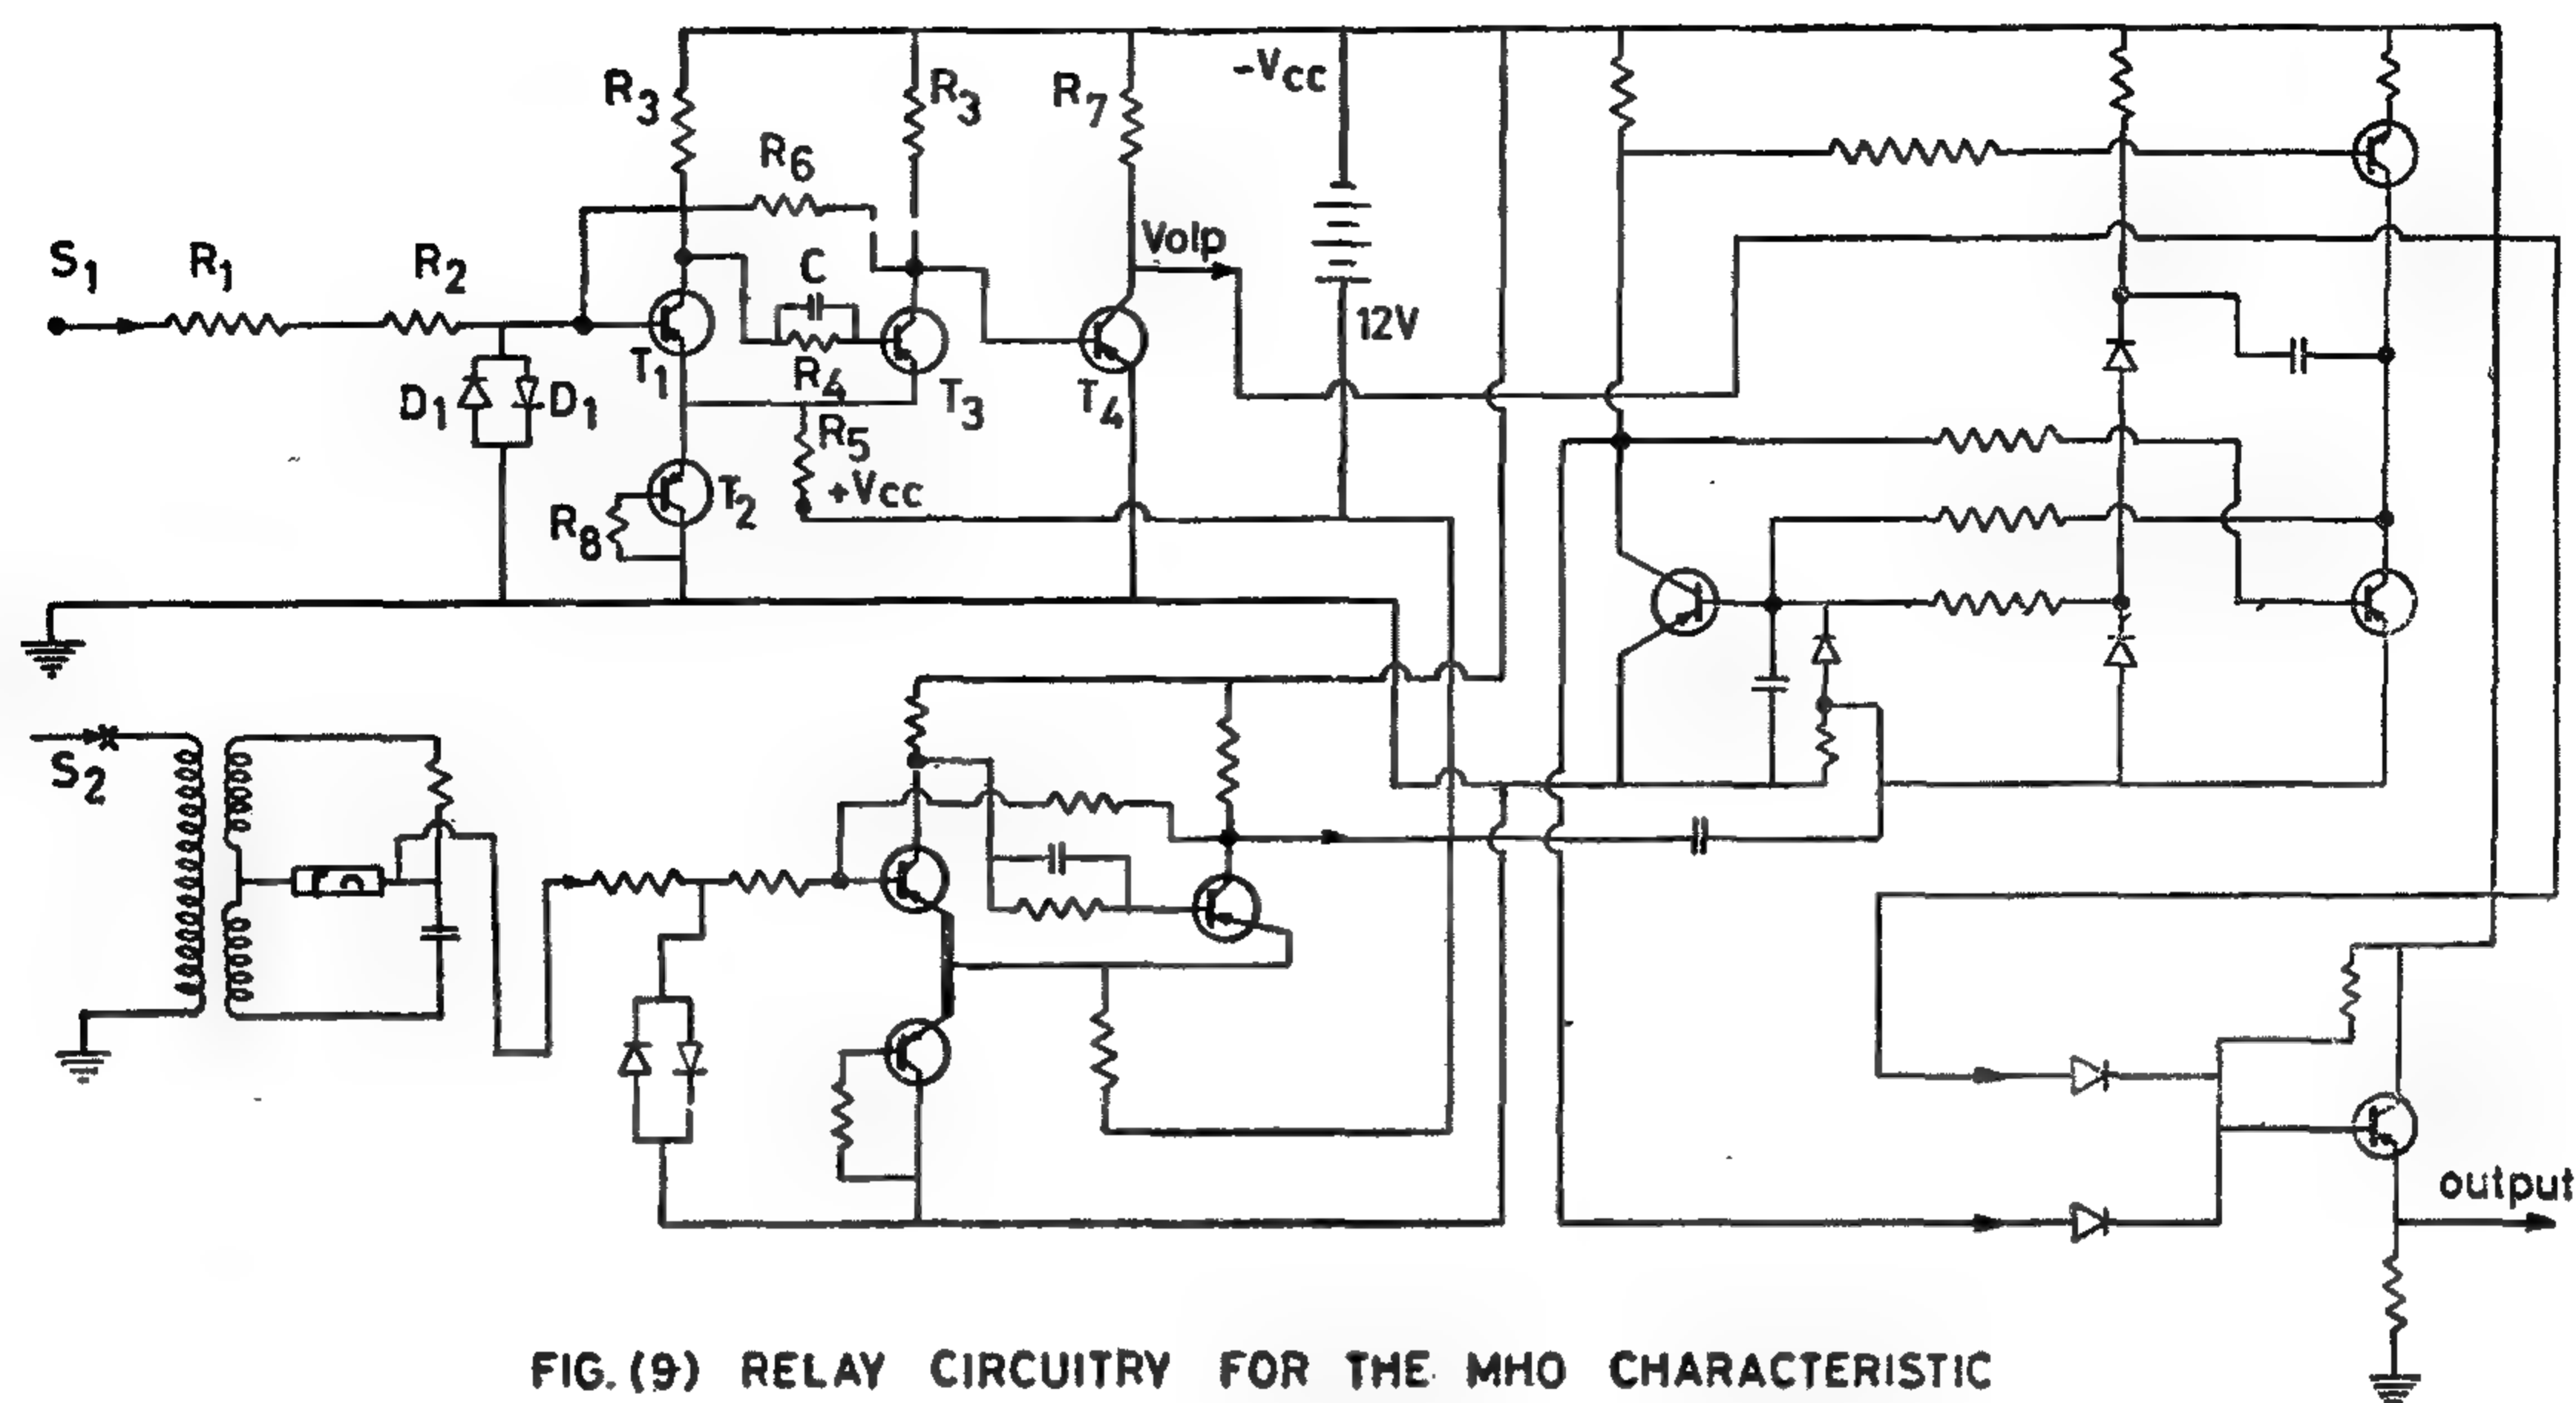 R3
R3
R7
-VCC
R6
Volp
S1
R1
R2
C
12V
T1
R4
D1
D1
T3
T4
R5
+VCC
T2
R8
S2
output
FIG.(9) RELAY CIRCUITRY FOR THE MHO CHARACTERISTIC